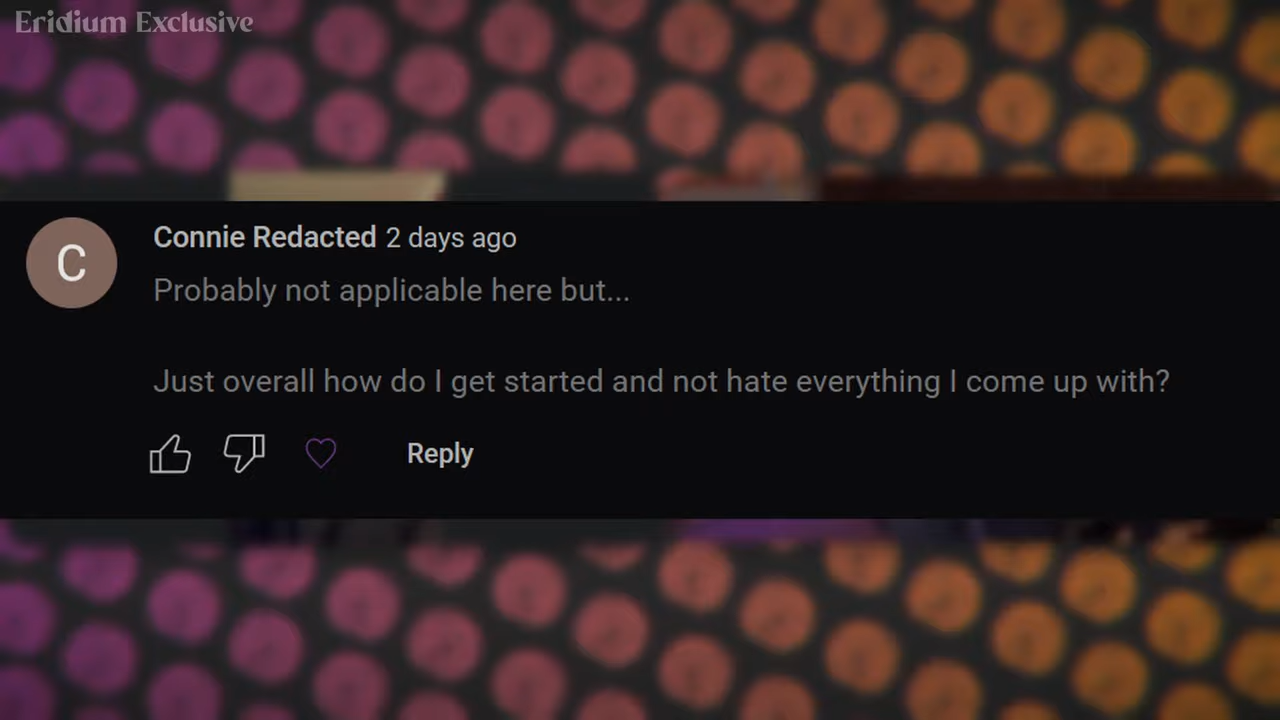 Eridium Exclusive
Connie Redacted 2 days ago
C
Probably not applicable here but...
Just overall how do I get started and not hate everything I come up with?
Reply